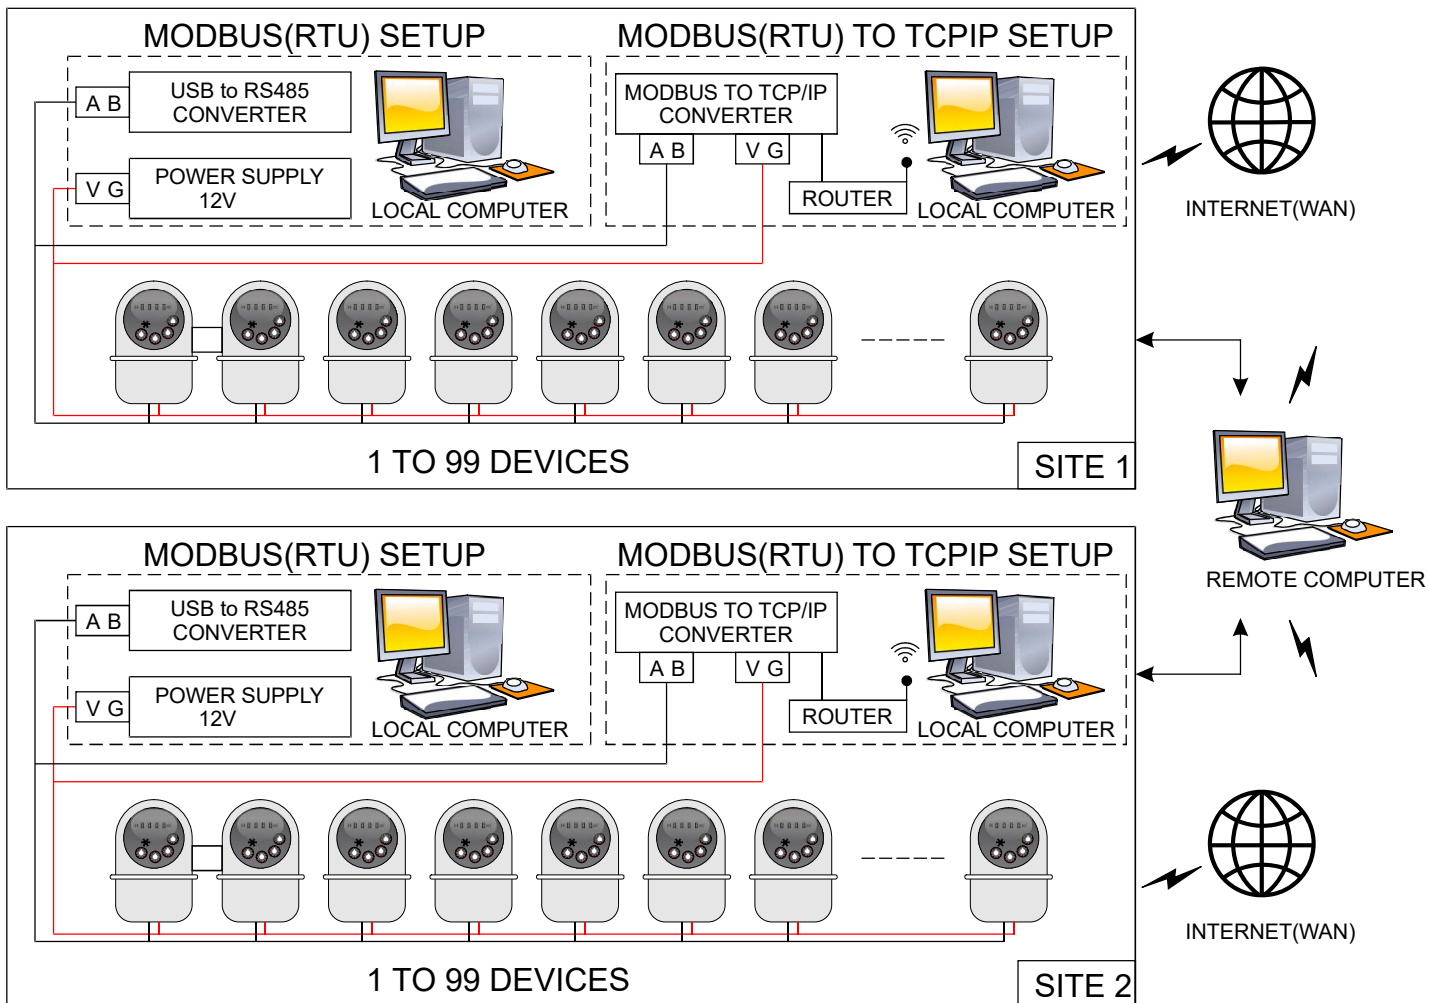 MODBUS(RTU) SETUP
MODBUS(RTU) TO TCPIP SETUP
A B
USB to RS485
CONVERTER
V G
POWER SUPPLY
12V
LOCAL COMPUTER
MODBUS TO TCP/IP
CONVERTER
A B
V G
ROUTER
LOCAL COMPUTER
INTERNET(WAN)
1 TO 99 DEVICES
SITE 1
REMOTE COMPUTER
MODBUS(RTU) SETUP
MODBUS(RTU) TO TCPIP SETUP
A B
USB to RS485
CONVERTER
V G
POWER SUPPLY
12V
LOCAL COMPUTER
MODBUS TO TCP/IP
CONVERTER
A B
V G
ROUTER
LOCAL COMPUTER
INTERNET(WAN)
1 TO 99 DEVICES
SITE 2